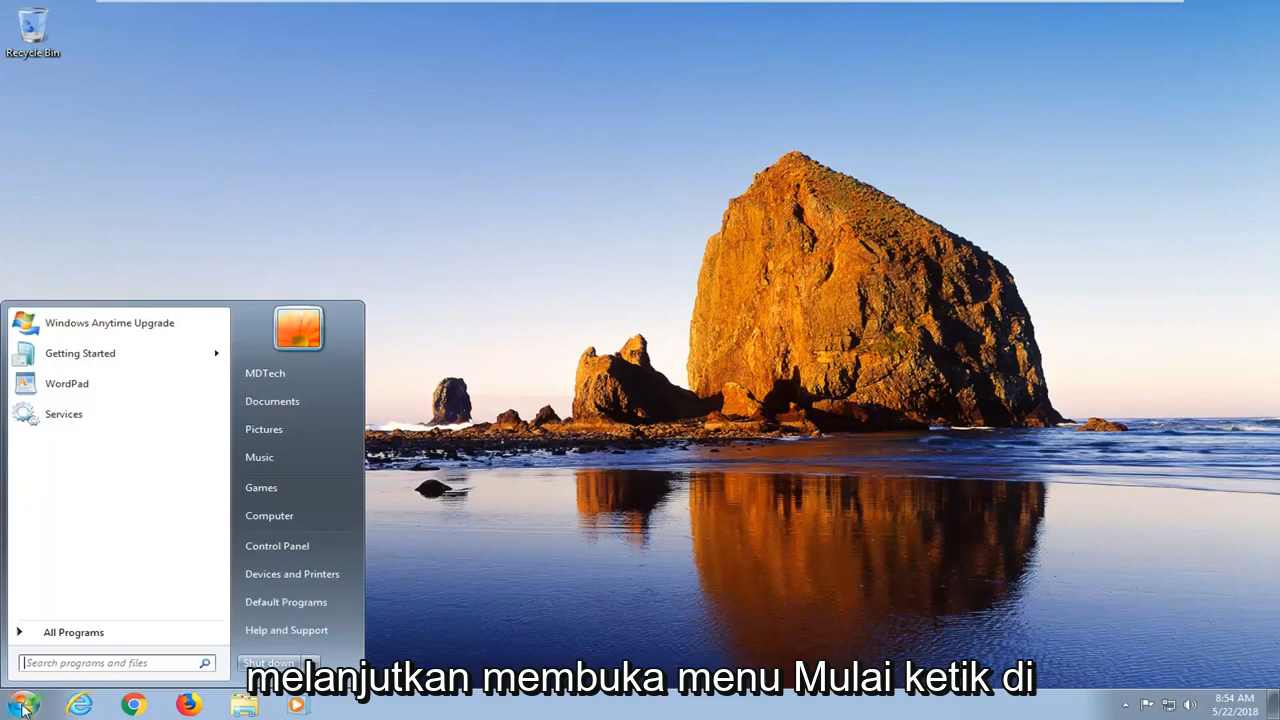 Recycle Bin
Windows Anytime Upgrade
Getting Started
WordPad
Services
All Programs
Search programs and files
MDTech
Documents
Pictures
Music
Games
Computer
Control Panel
Devices and Printers
Default Programs
Help and Support
Shut down
melanjutkan membuka menu Mulai ketik di
8:54 AM
5/22/2018